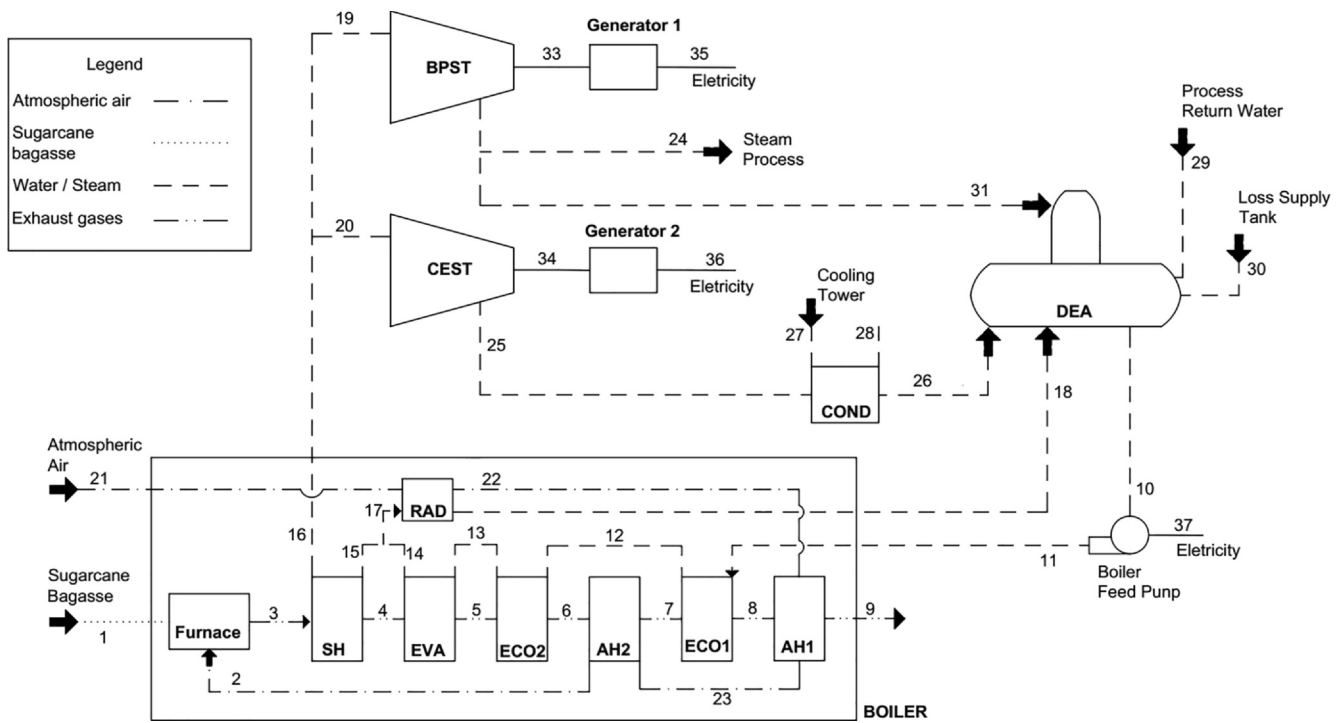 Legend
Atmospheric air
Sugarcane
bagasse
Water / Steam
Exhaust gases
19
BPST
33
Generator 1
35
Eletricity
24
Steam
Process
31
Process
Return Water
29
Loss Supply
Tank
30
DEA
20
CEST
34
Generator 2
36
Eletricity
25
Cooling
Tower
27
28
COND
26
18
10
37
Eletricity
Boiler
Feed Punp
11
Atmospheric
Air
21
22
RAD
17
16
15
14
13
12
Sugarcane
Bagasse
1
Furnace
3
SH
4
EVA
5
ECO2
6
AH2
7
ECO1
8
AH1
9
2
23
BOILER